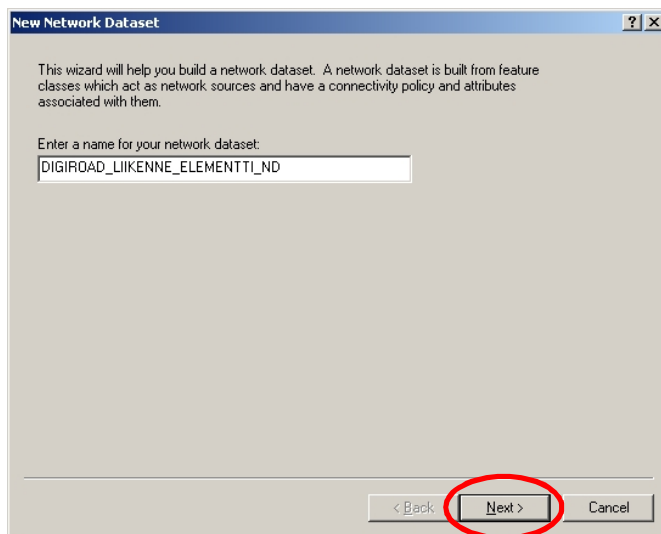 New Network Dataset
This wizard will help you build a network dataset. A network dataset is built from feature
classes which act as network sources and have a connectivity policy and attributes
associated with them.
Enter a name for your network dataset:
DIGIROAD_LIIKENNE_ELEMENTTI_ND
< Back Next > Cancel